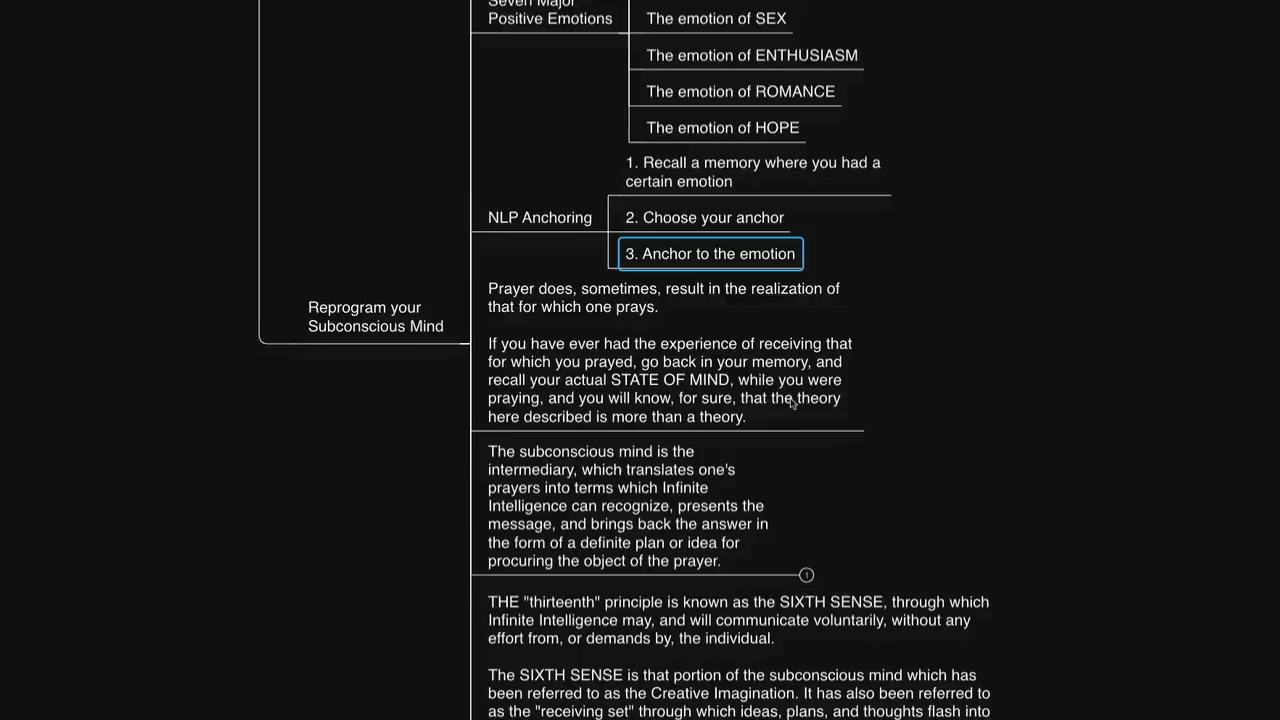 Seven Major
Positive Emotions
The emotion of SEX
The emotion of ENTHUSIASM
The emotion of ROMANCE
The emotion of HOPE
NLP Anchoring
1. Recall a memory where you had a
certain emotion
2. Choose your anchor
3. Anchor to the emotion
Reprogram your
Subconscious Mind
Prayer does, sometimes, result in the realization of
that for which one prays.
If you have ever had the experience of receiving that
for which you prayed, go back in your memory, and
recall your actual STATE OF MIND, while you were
praying, and you will know, for sure, that the theory
here described is more than a theory.
The subconscious mind is the
intermediary, which translates one's
prayers into terms which Infinite
Intelligence can recognize, presents the
message, and brings back the answer in
the form of a definite plan or idea for
procuring the object of the prayer.
1
THE "thirteenth" principle is known as the SIXTH SENSE, through which
Infinite Intelligence may, and will communicate voluntarily, without any
effort from, or demands by, the individual.
The SIXTH SENSE is that portion of the subconscious mind which has
been referred to as the Creative Imagination. It has also been referred to
as the "receiving set" through which ideas, plans, and thoughts flash into